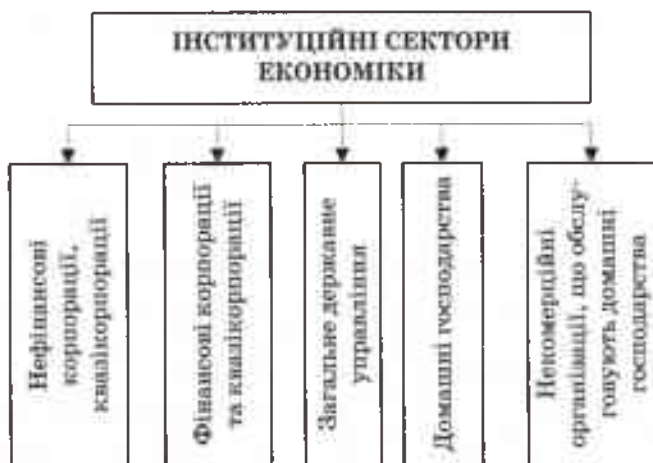 ІНСТИТУЦІЙНІ СЕКТОРИ
ЕКОНОМІКИ
Нефінансові
корпорації,
квазікорпорації
Фінансові корпорації
та квазікорпорації
Загальне державне
управління
Домашні господарства
Некомерційні
організації, що обслу-
говують домашні
господарства